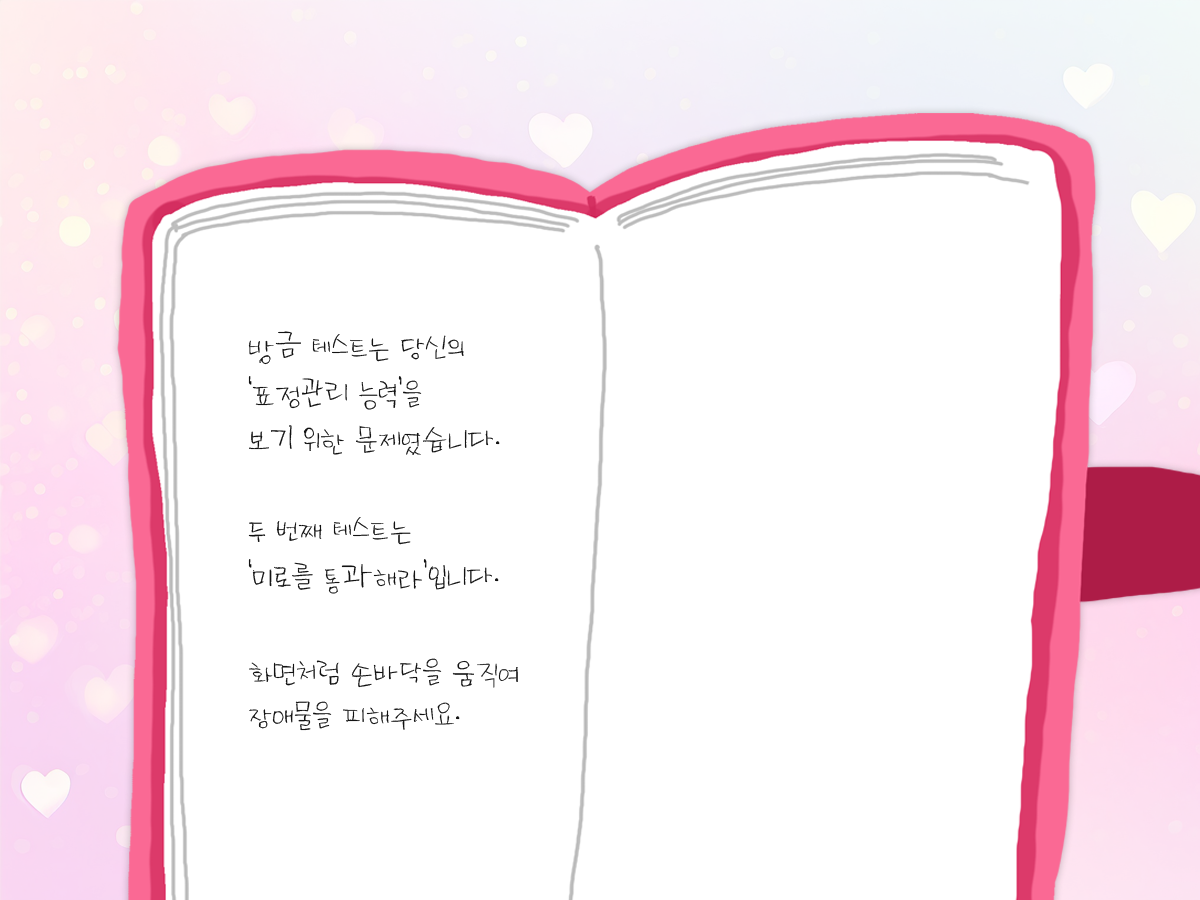 방금 테스트는 당신의
'표정관리 능력'을
보기 위한 문제였습니다.
두 번째 테스트는
'미로를 통과해라'입니다.
화면처럼 손바닥을 움직여
장애물을 피해주세요.